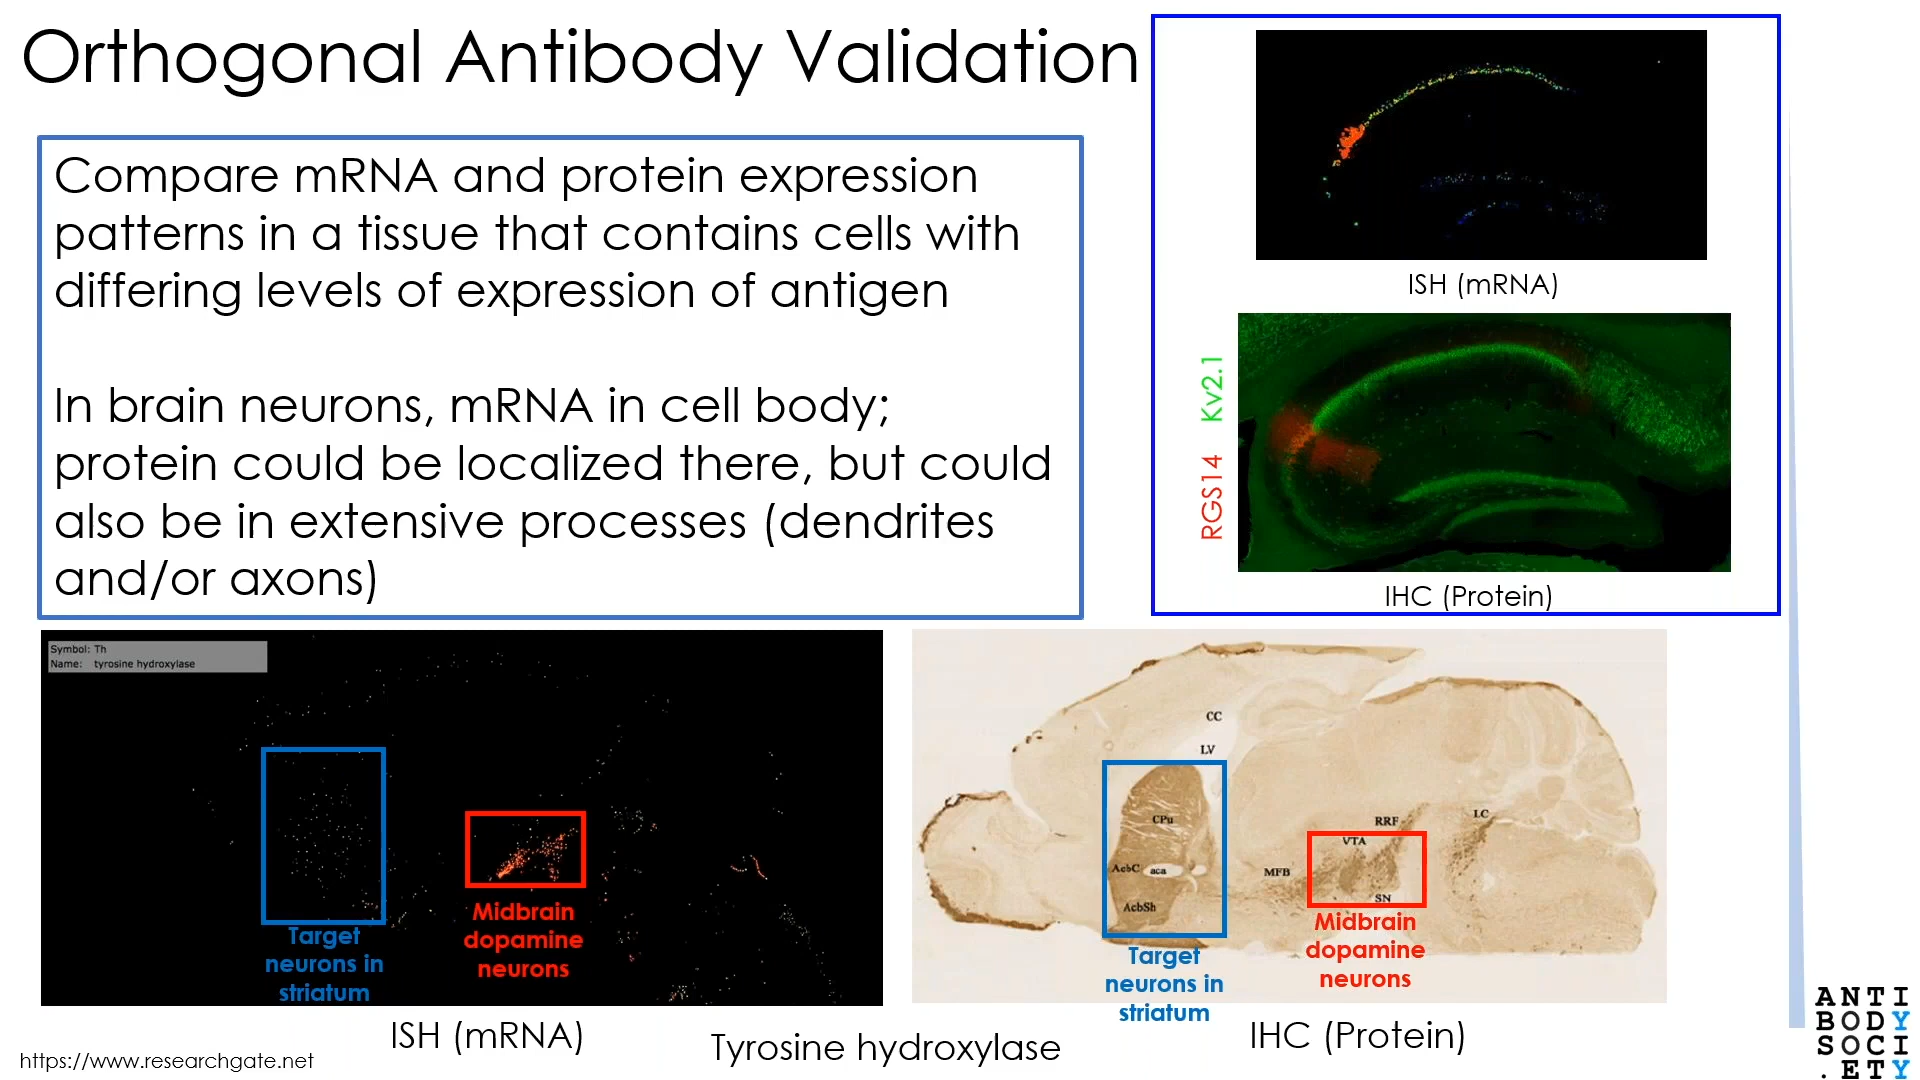 Orthogonal Antibody Validation
Compare mRNA and protein expression
patterns in a tissue that contains cells with
differing levels of expression of antigen
In brain neurons, mRNA in cell body;
protein could be localized there, but could
also be in extensive processes (dendrites
and/or axons)
ISH (mRNA)
RGS14 Kv2.1
IHC (Protein)
Symbol: Th
Name: tyrosine hydroxylase
Target
neurons in
striatum
Midbrain
dopamine
neurons
ISH (mRNA)
CC
LV
CPu
AcbC
aca
AcbSh
MFB
RRF
VTA
SN
LC
Target
neurons in
striatum
Midbrain
dopamine
neurons
Tyrosine hydroxylase
IHC (Protein)
https://www.researchgate.net
ANTI
BODY
SOCI
.ETY